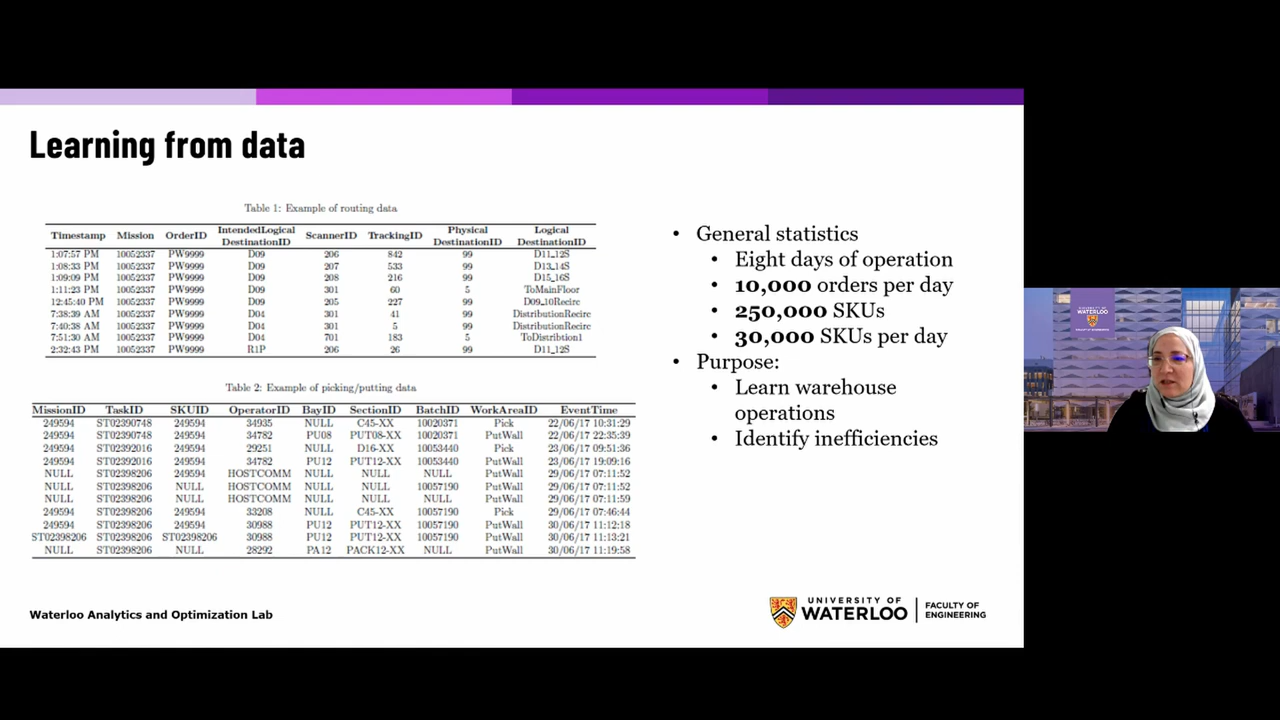 Learning from data
Table 1: Example of routing data
Timestamp Mission OrderID IntendedLogical DestinationID ScannerID TrackingID Physical DestinationID Logical DestinationID
1:07:57 PM 10052337 PW9999 D09 206 842 99 D11_12S
1:08:33 PM 10052337 PW9999 D09 207 533 99 D13_14S
1:09:09 PM 10052337 PW9999 D09 208 216 99 D15_16S
1:11:23 PM 10052337 PW9999 D09 301 60 5 ToMainFloor
12:45:40 PM 10052337 PW9999 D09 205 227 99 D09_10Recirc
7:38:39 AM 10052337 PW9999 D04 301 41 99 DistributionRecirc
7:40:38 AM 10052337 PW9999 D04 301 5 99 DistributionRecirc
7:51:30 AM 10052337 PW9999 D04 701 183 5 ToDistribtion1
2:32:43 PM 10052337 PW9999 R1P 206 26 99 D11_12S
Table 2: Example of picking/putting data
MissionID TaskID SKUID OperatorID BayID SectionID BatchID WorkAreaID EventTime
249594 ST02390748 249594 34935 NULL C45-XX 10020371 Pick 22/06/17 10:31:29
249594 ST02390748 249594 34782 PU08 PUT08-XX 10020371 PutWall 22/06/17 22:35:39
249594 ST02392016 249594 29251 NULL D16-XX 10053440 Pick 23/06/17 09:51:36
249594 ST02392016 249594 34782 PU12 PUT12-XX 10053440 PutWall 23/06/17 19:09:16
NULL ST02398206 249594 HOSTCOMM NULL NULL NULL PutWall 29/06/17 07:11:52
NULL ST02398206 NULL HOSTCOMM NULL NULL 10057190 PutWall 29/06/17 07:11:52
NULL ST02398206 NULL HOSTCOMM NULL NULL NULL PutWall 29/06/17 07:11:59
249594 ST02398206 249594 33208 NULL C45-XX 10057190 Pick 29/06/17 07:46:44
249594 ST02398206 249594 30988 PU12 PUT12-XX 10057190 PutWall 30/06/17 11:12:18
ST02398206 ST02398206 ST02398206 30988 PU12 PUT12-XX 10057190 PutWall 30/06/17 11:13:21
NULL ST02398206 NULL 28292 PA12 PACK12-XX NULL PutWall 30/06/17 11:19:58
• General statistics
• Eight days of operation
• 10,000 orders per day
• 250,000 SKUs
• 30,000 SKUs per day
• Purpose:
• Learn warehouse
operations
• Identify inefficiencies
Waterloo Analytics and Optimization Lab
UNIVERSITY OF
WATERLOO
FACULTY OF
ENGINEERING
UNIVERSITY OF
WATERLOO
FACULTY OF ENGINEERING